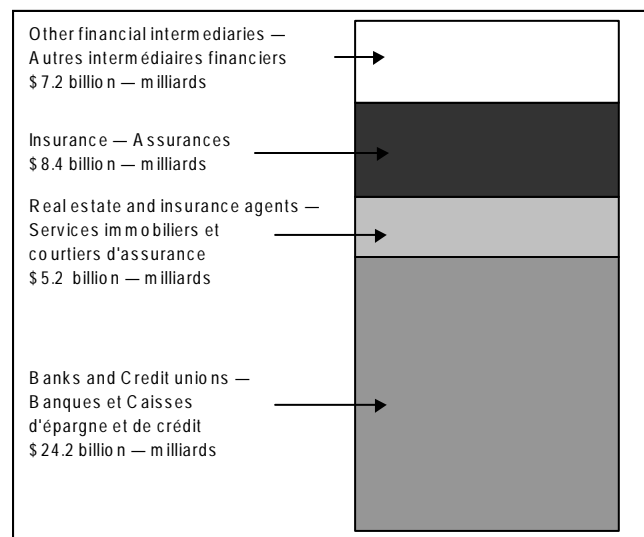 Other financial intermediaries —
Autres intermédiaires financiers
$7.2 billion — milliards
Insurance — Assurances
$8.4 billion — milliards
Real estate and insurance agents —
Services immobiliers et
courtiers d'assurance
$5.2 billion — milliards
Banks and Credit unions —
Banques et Caisses
d'épargne et de crédit
$24.2 billion — milliards